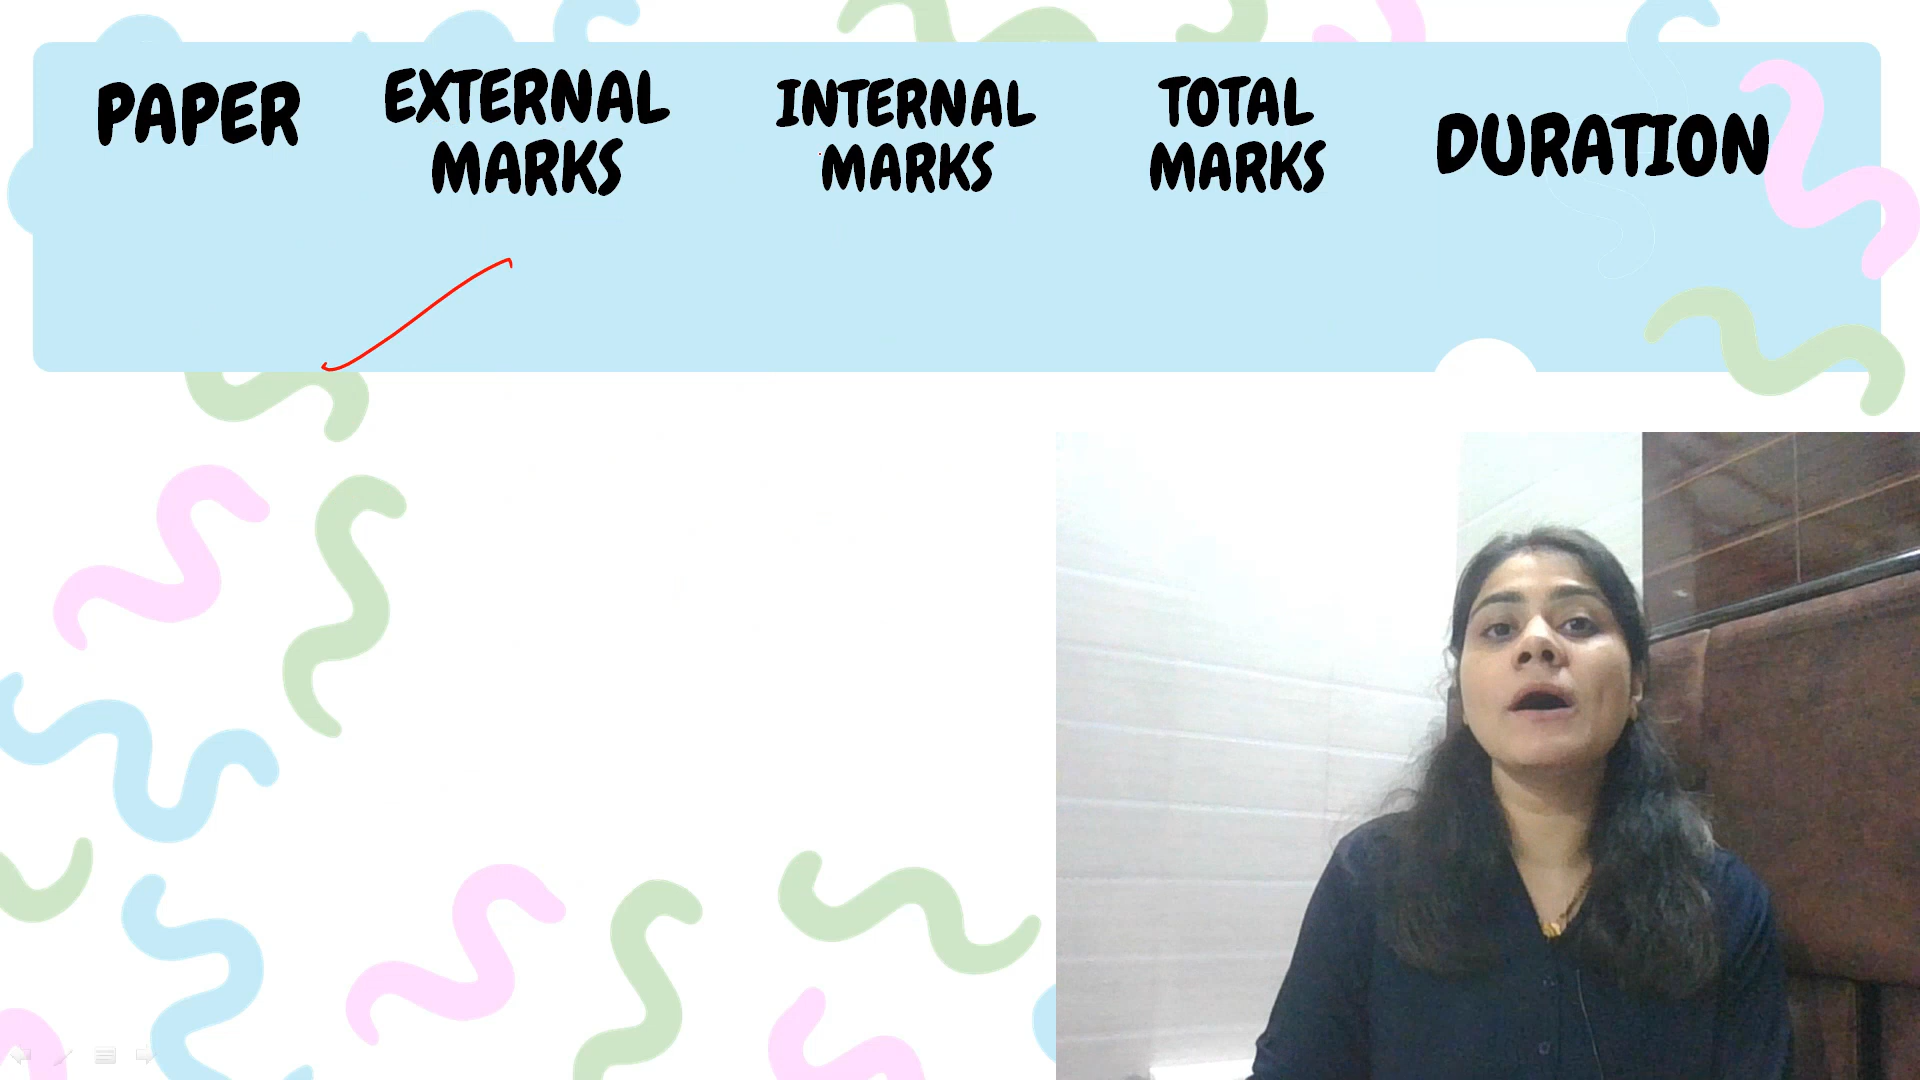 PAPER
EXTERNAL
MARKS
INTERNAL
MARKS
TOTAL
MARKS
DURATION